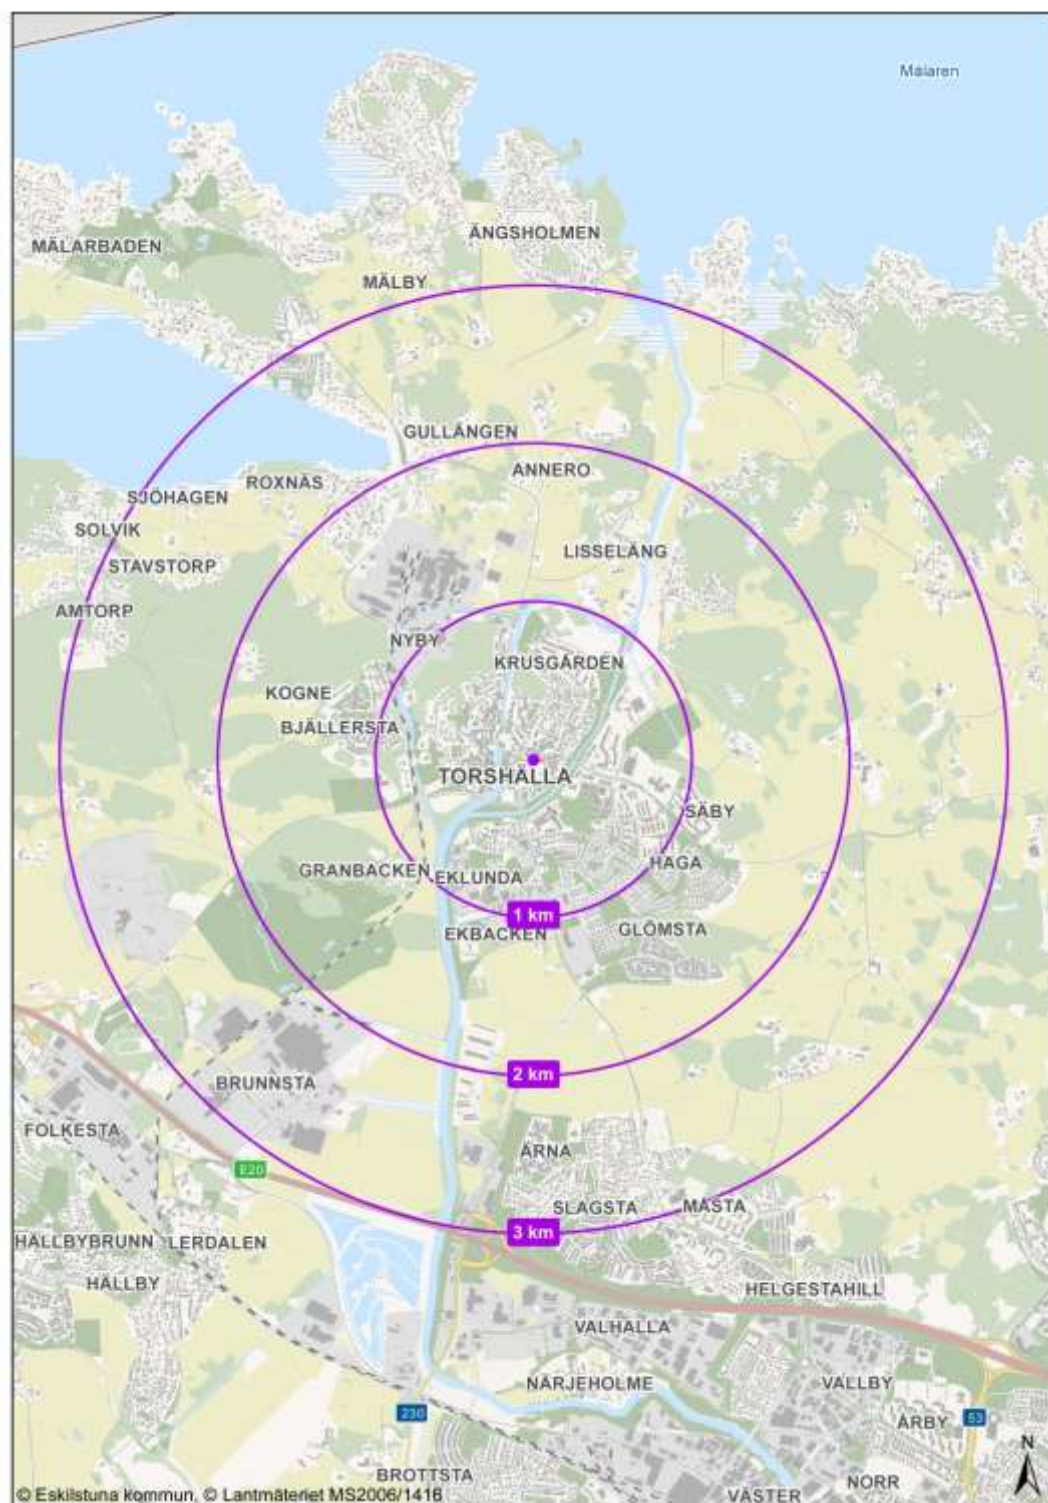 Mälaren
ÄNGSHOLMEN
MÄLARBADEN
MÄLBY
GULLÄNGEN
ANNERO
ROXNÄS
SJÖHAGEN
SOLVIK
LISSELÄNG
STAVSTORP
AMTORP
NYBY
KRUSGÅRDEN
KOGNE
BJÄLLERSTA
TORSHÄLLA
SÄBY
HAGA
GRANBACKEN
EKLUNDA
1 km
EKBACKEN
GLÖMSTA
2 km
BRUNNSTA
FOLKESTA
ÅRNA
E20
SLAGSTA
MÅSTA
3 km
HÄLLBYBRUNN
LERDALEN
HÄLLBY
HELGESTAHILL
VALHALLA
NÄRJEHOLME
VALLBY
230
ÅRBY
53
N
BROTTSTA
NORR
VÄSTER
© Eskilstuna kommun, © Lantmäteriet MS2006/1416